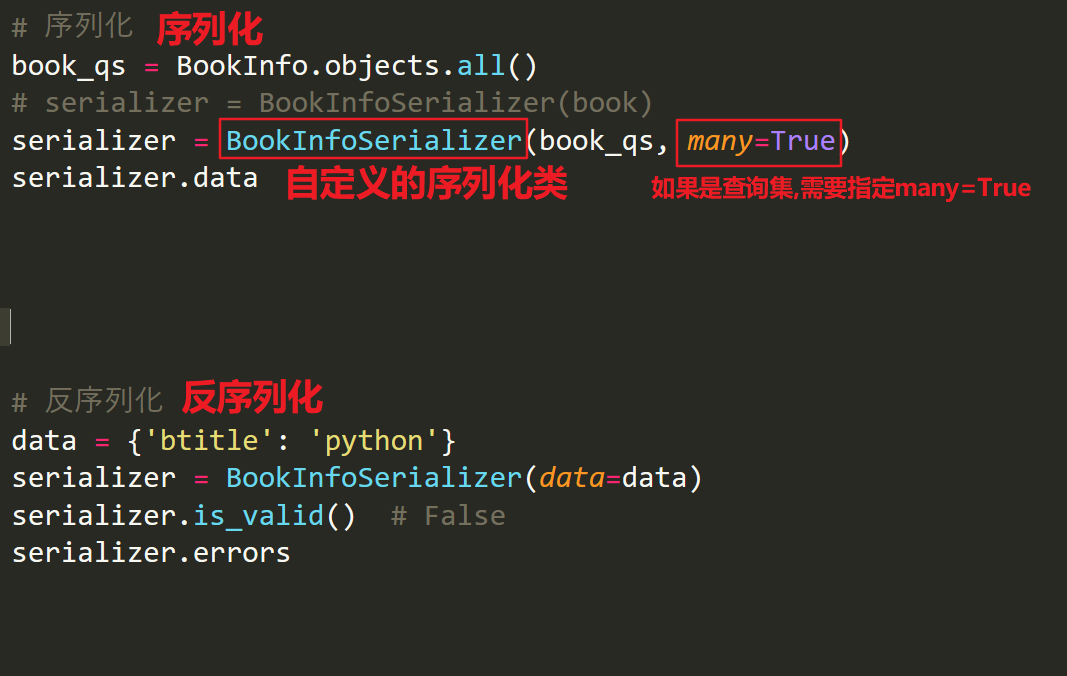 # 序列化 序列化
book_qs = BookInfo.objects.all()
# serializer = BookInfoSerializer(book)
serializer = BookInfoSerializer(book_qs, many=True)
serializer.data 自定义的序列化类 如果是查询集,需要指定many=True
# 反序列化 反序列化
data = {'btitle': 'python'}
serializer = BookInfoSerializer(data=data)
serializer.is_valid()  # False
serializer.errors